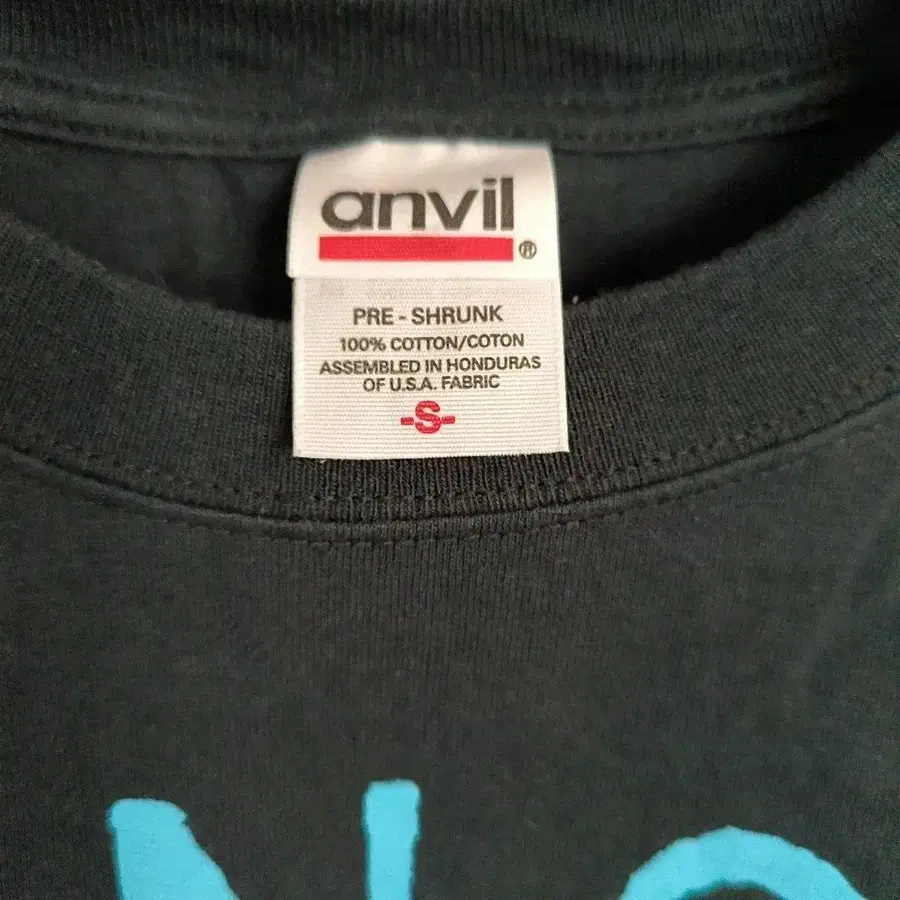 anvil®
PRE - SHRUNK
100% COTTON/COTON
ASSEMBLED IN HONDURAS
OF U.S.A. FABRIC
-S-